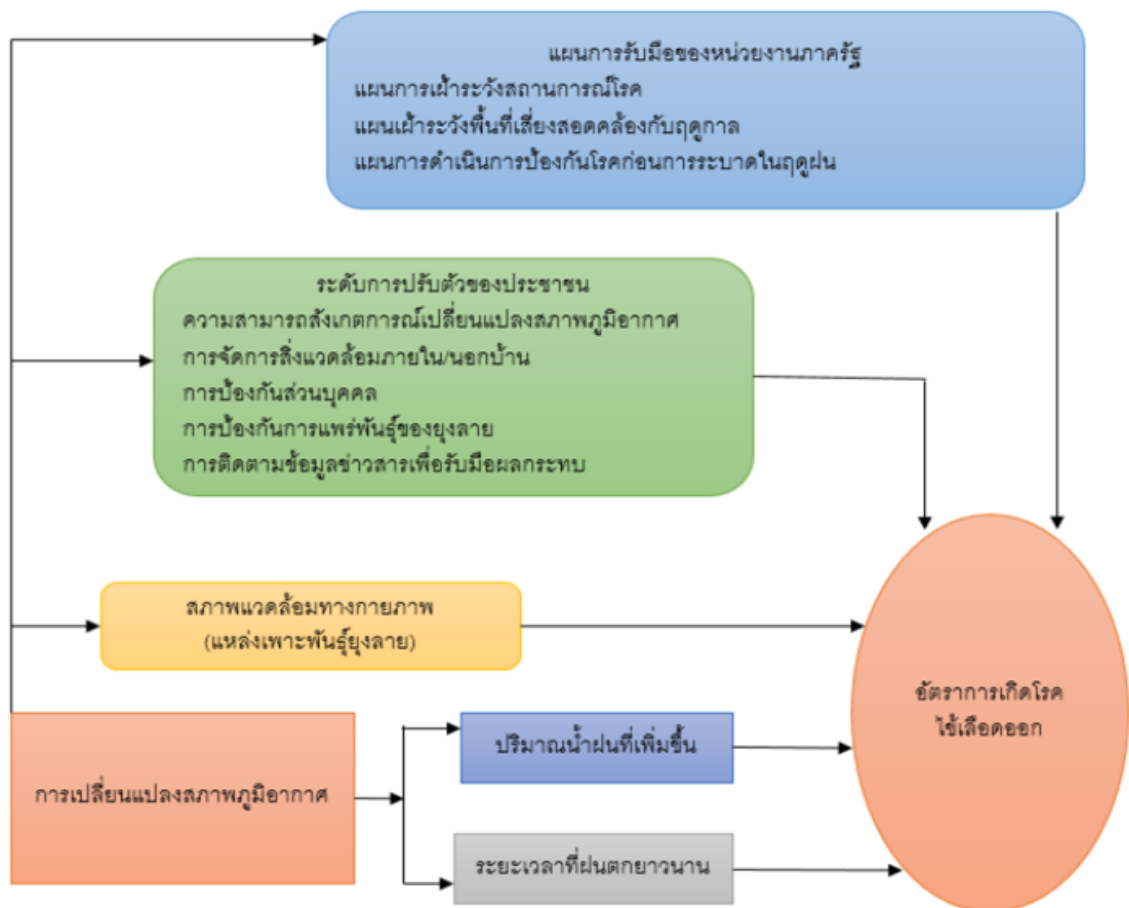 แผนการรับมือของหน่วยงานภาครัฐ
แผนการเฝ้าระวังสถานการณ์โรค
แผนเฝ้าระวังพื้นที่เสี่ยงสอดคล้องกับฤดูกาล
แผนการดำเนินการป้องกันโรคก่อนการระบาดในฤดูฝน
ระดับการปรับตัวของประชาชน
ความสามารถสังเกตการณ์เปลี่ยนแปลงสภาพภูมิอากาศ
การจัดการสิ่งแวดล้อมภายใน/นอกบ้าน
การป้องกันส่วนบุคคล
การป้องกันการแพร่พันธุ์ของยุงลาย
การติดตามข้อมูลข่าวสารเพื่อรับมือผลกระทบ
สภาพแวดล้อมทางกายภาพ
(แหล่งเพาะพันธุ์ยุงลาย)
การเปลี่ยนแปลงสภาพภูมิอากาศ
ปริมาณน้ำฝนที่เพิ่มขึ้น
ระยะเวลาที่ฝนตกยาวนาน
อัตราการเกิดโรค
ไข้เลือดออก